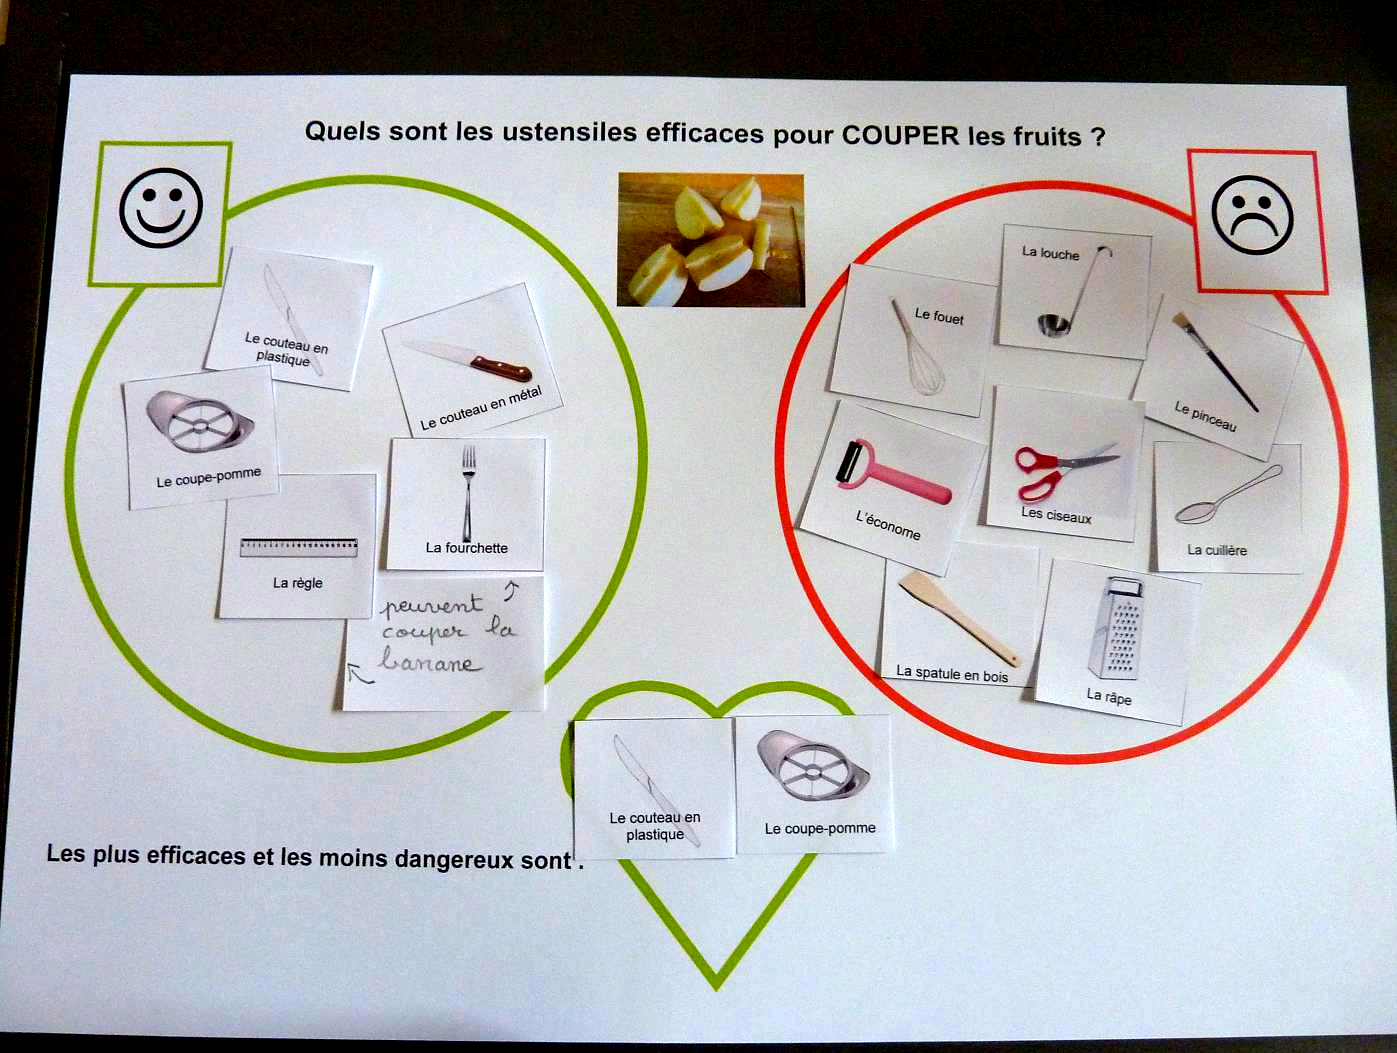 Quels sont les ustensiles efficaces pour COUPER les fruits ?
Le couteau en
plastique
Le couteau en métal
Le coupe-pomme
La fourchette
La règle
peuvent
couper la
banane
La louche
Le fouet
Le pinceau
L'économe
Les ciseaux
La cuillère
La spatule en bois
La râpe
Le couteau en
plastique
Le coupe-pomme
Les plus efficaces et les moins dangereux sont :